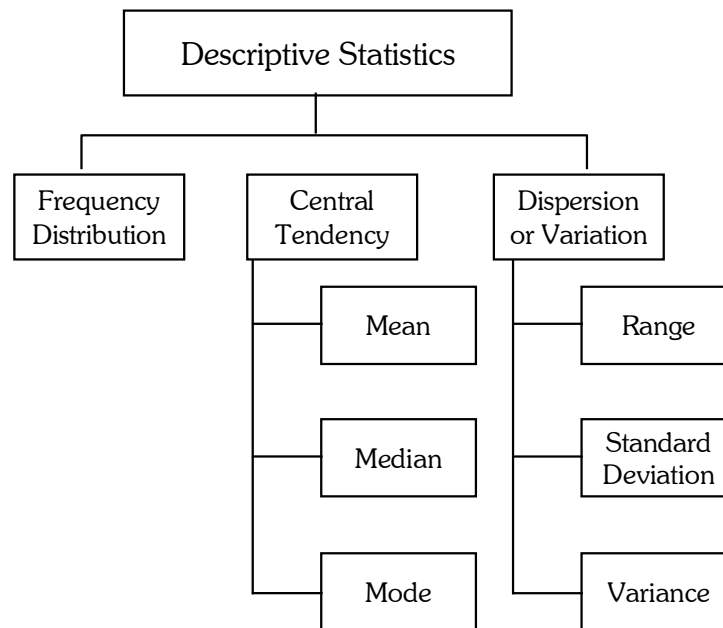 Descriptive Statistics
Frequency
Distribution
Central
Tendency
Dispersion
or Variation
Mean
Range
Median
Standard
Deviation
Mode
Variance